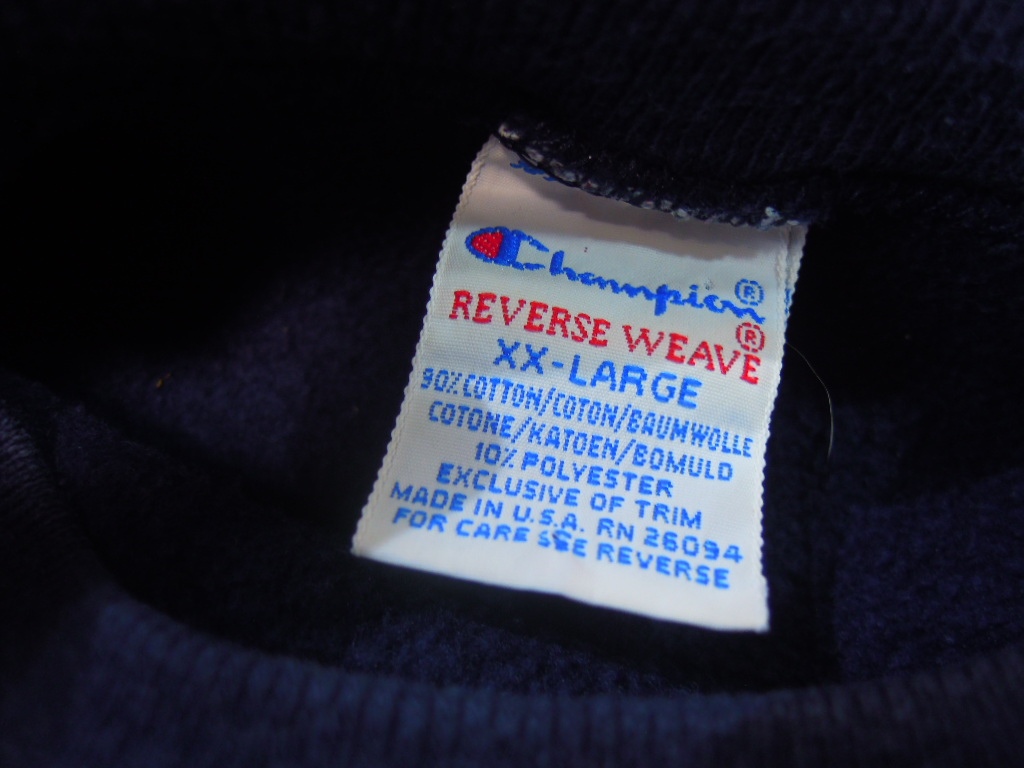 Champion®
REVERSE WEAVE®
XX-LARGE
90% COTTON/COTON/BAUMWOLLE
COTONE/KATOEN/BOMULD
10% POLYESTER
EXCLUSIVE OF TRIM
MADE IN U.S.A. RN 26094
FOR CARE SEE REVERSE